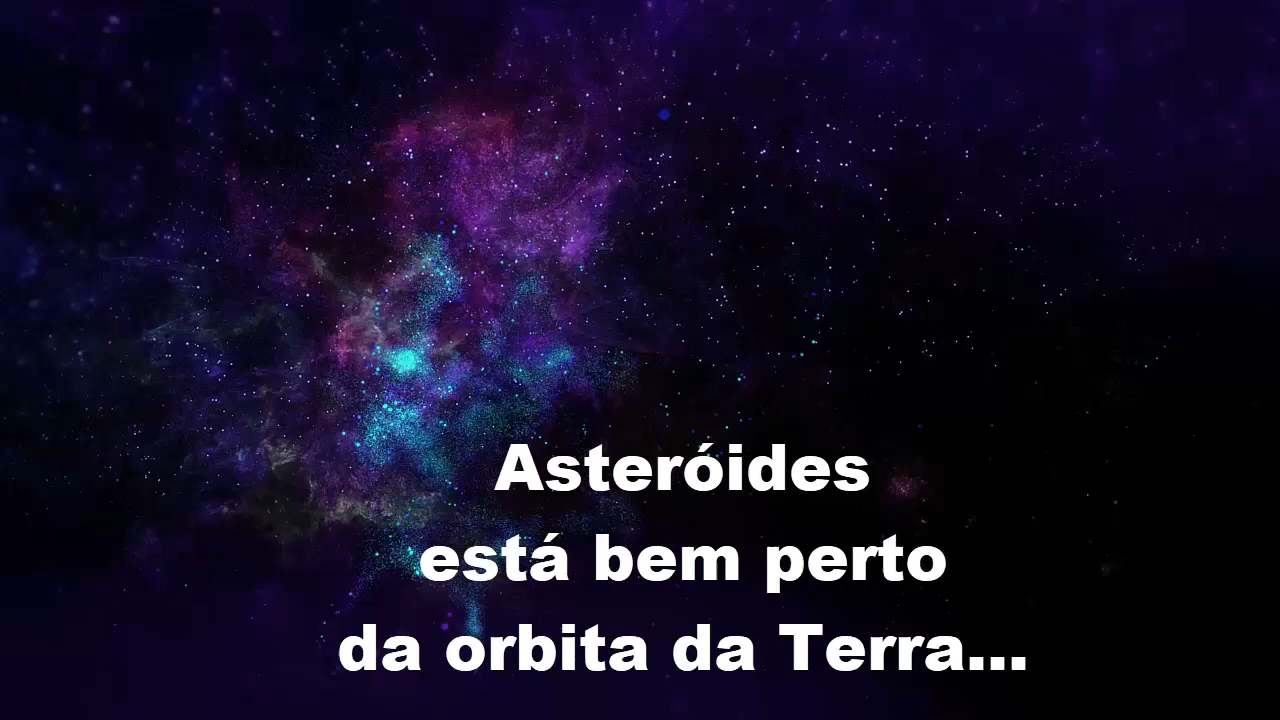 Asteróides
está bem perto
da orbita da Terra...